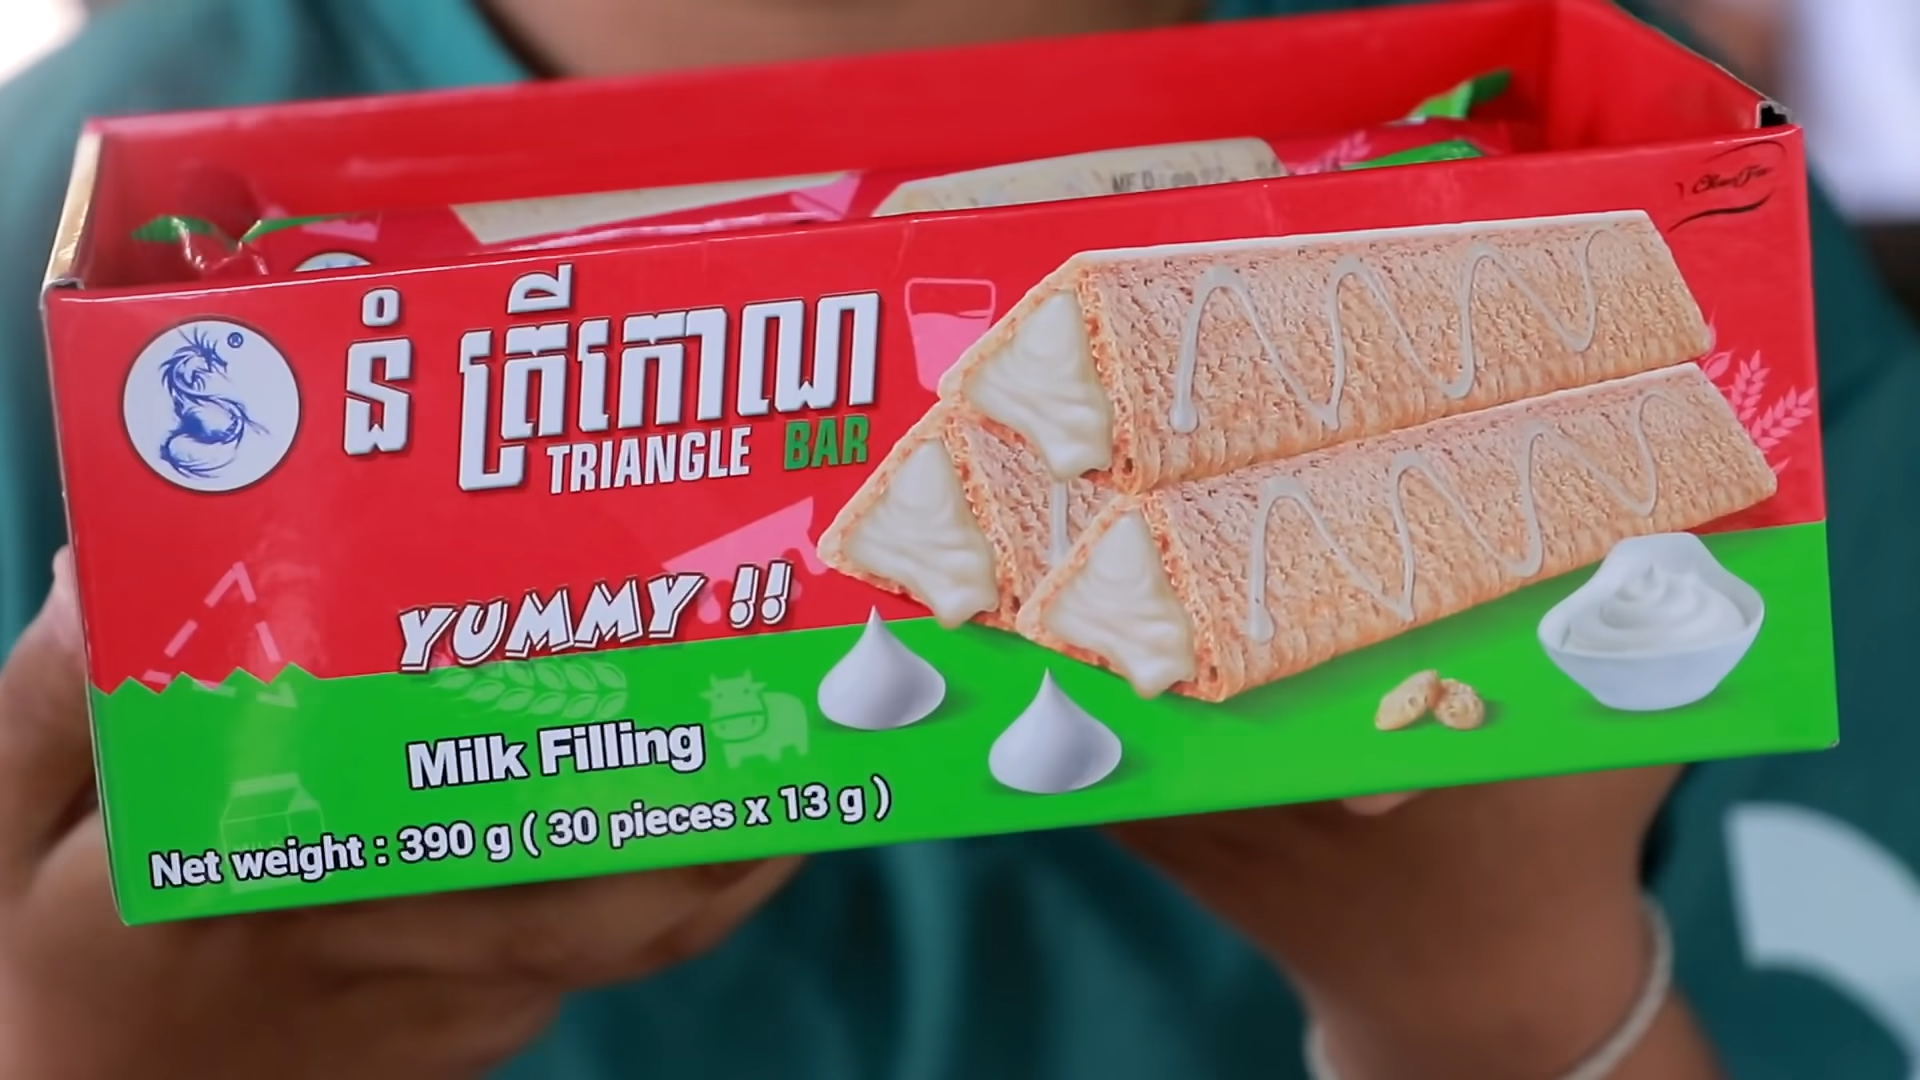 នំ ត្រីកោណ
TRIANGLE BAR
YUMMY !!
Milk Filling
Net weight : 390 g ( 30 pieces x 13 g )
®